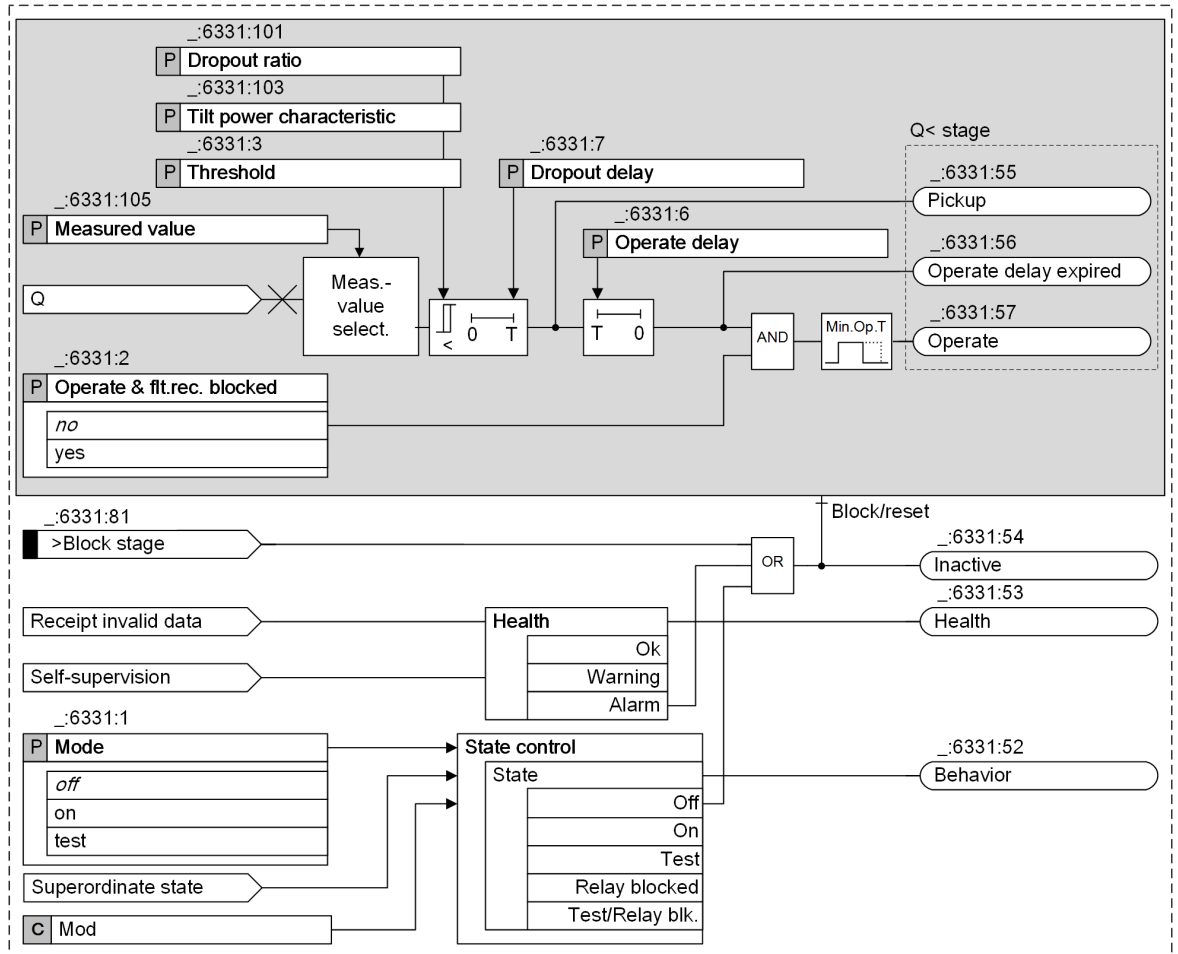 _:6331:101
P Dropout ratio
_:6331:103
P Tilt power characteristic
_:6331:3
P Threshold
_:6331:7
P Dropout delay
Q< stage
_:6331:55
Pickup
_:6331:105
P Measured value
_:6331:6
P Operate delay
_:6331:56
Operate delay expired
Q
Meas.-
value
select.
<
0 T
T 0
AND
Min.Op.T
_:6331:57
Operate
_:6331:2
P Operate & flt.rec. blocked
no
yes
Block/reset
_:6331:81
>Block stage
OR
_:6331:54
Inactive
_:6331:53
Health
Receipt invalid data
Self-supervision
Health
Ok
Warning
Alarm
_:6331:1
P Mode
off
on
test
Superordinate state
C Mod
State control
State
Off
On
Test
Relay blocked
Test/Relay blk.
_:6331:52
Behavior